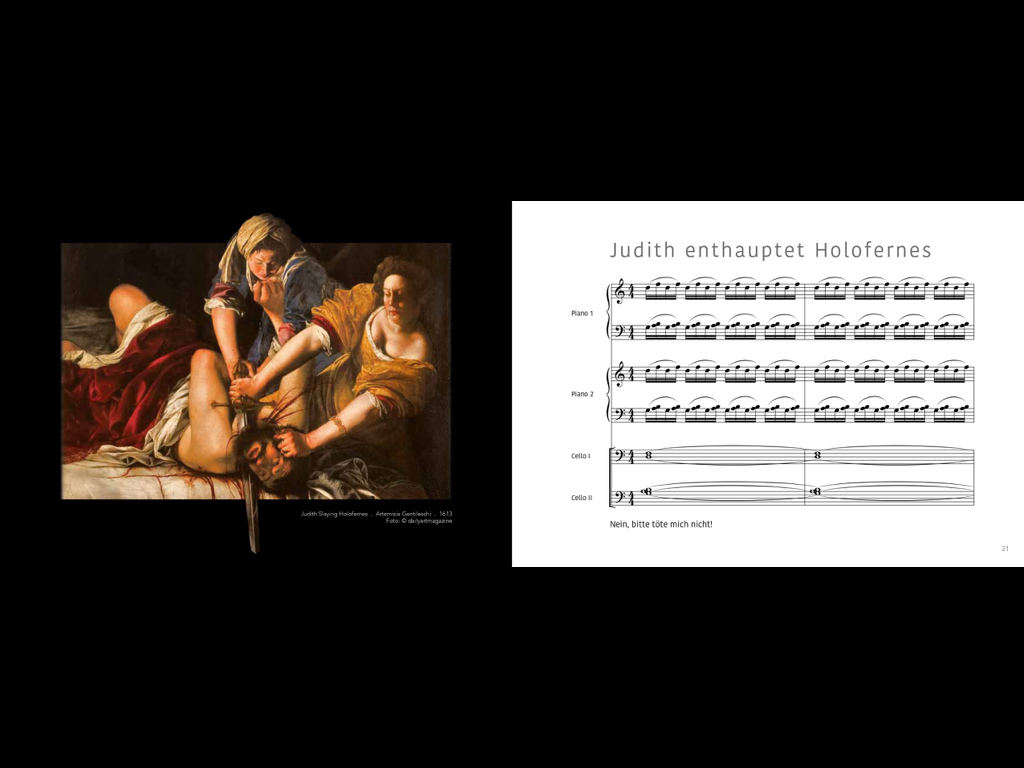 Judith Slaying Holofernes . Artemisia Gentileschi . 1613
Foto: © dailyartmagazine
Judith enthauptet Holofernes
Piano 1
Piano 2
Cello I
Cello II
Nein, bitte töte mich nicht!
21